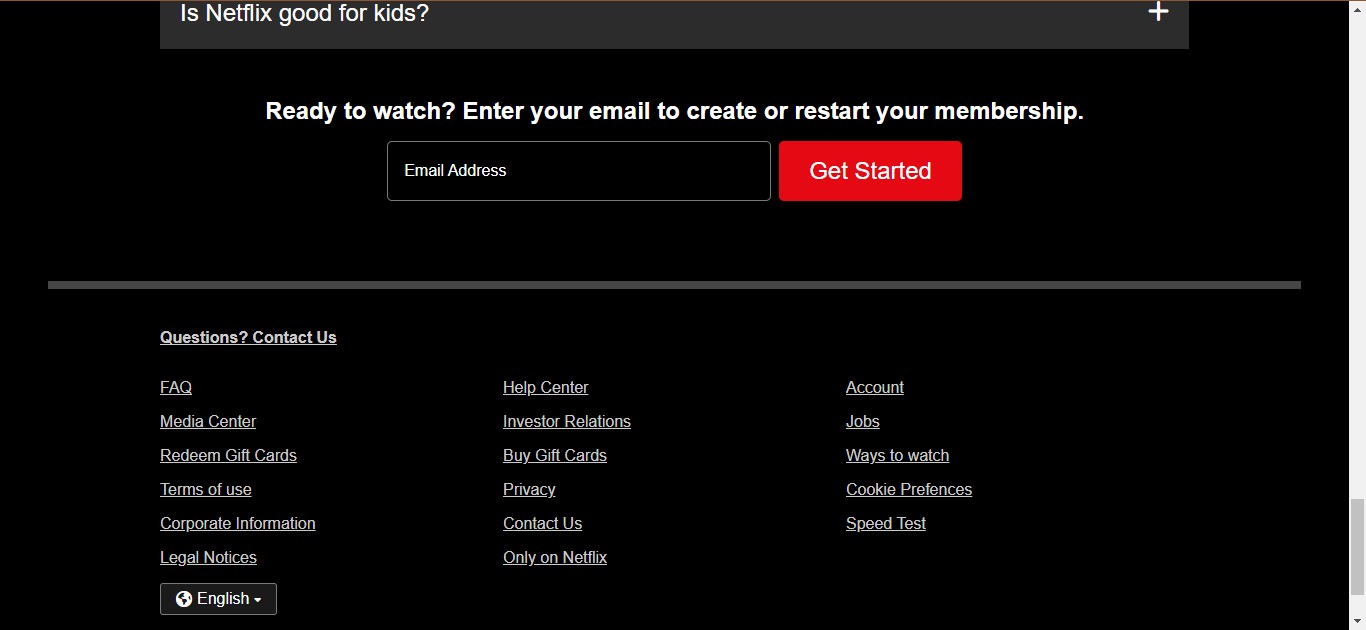 Is Netflix good for kids?
Ready to watch? Enter your email to create or restart your membership.
Email Address
Get Started
Questions? Contact Us
FAQ
Help Center
Account
Media Center
Investor Relations
Jobs
Redeem Gift Cards
Buy Gift Cards
Ways to watch
Terms of use
Privacy
Cookie Prefences
Corporate Information
Contact Us
Speed Test
Legal Notices
Only on Netflix
English